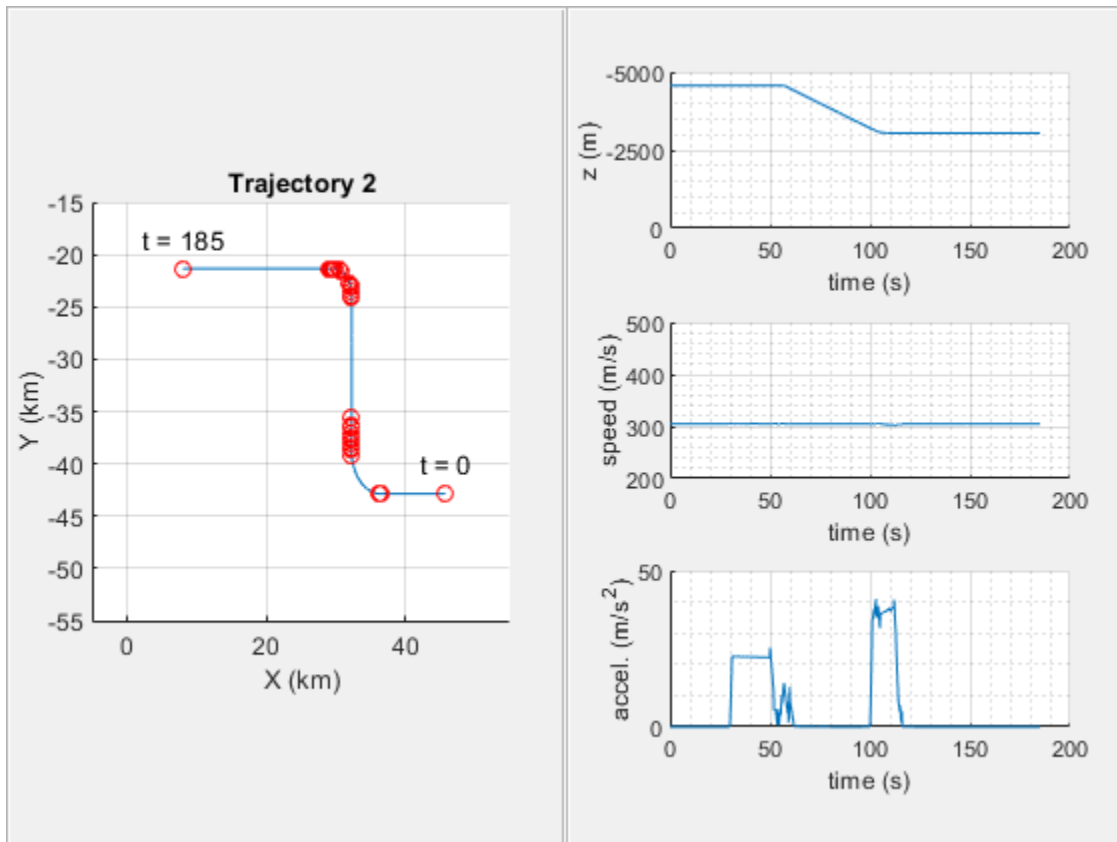 Trajectory 2
-15
-20
-25
-30
-35
-40
-45
-50
-55
Y (km)
t = 185
t = 0
0 20 40
X (km)
-5000
-2500
0
z (m)
0 50 100 150 200
time (s)
500
400
300
200
speed (m/s)
0 50 100 150 200
time (s)
50
0
accel. (m/s²)
0 50 100 150 200
time (s)